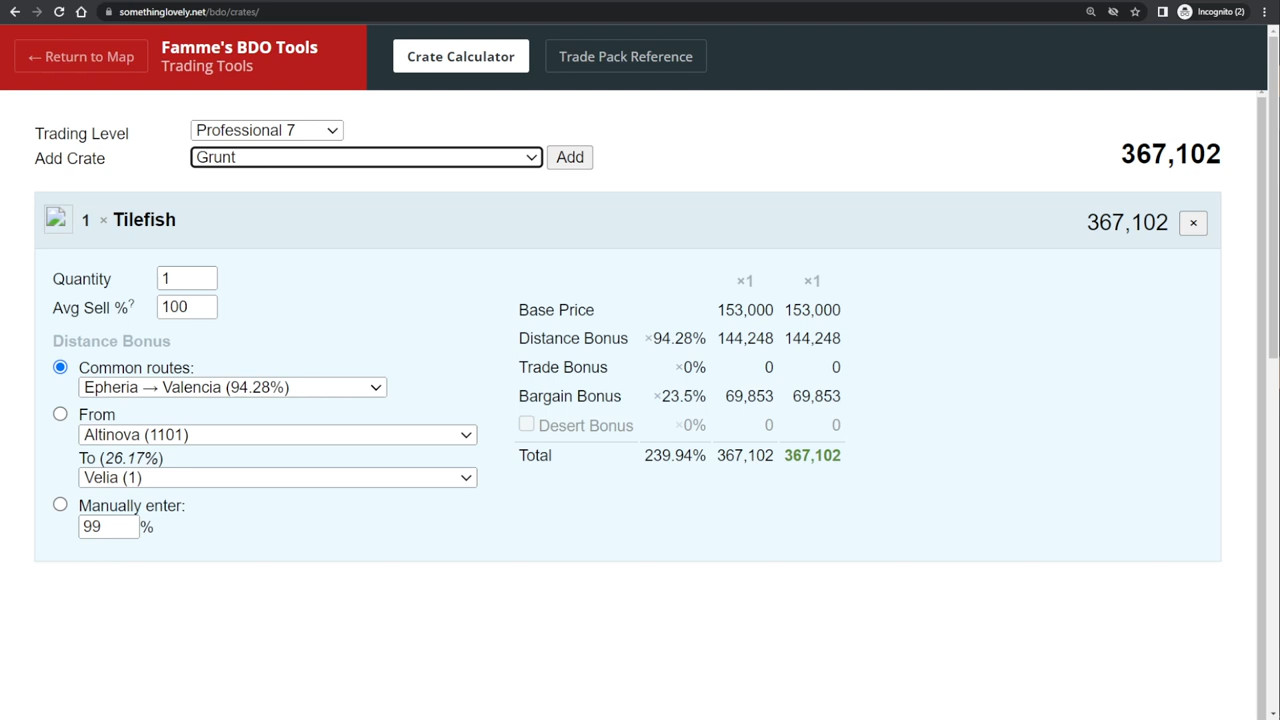 somethinglovely.net/bdo/crates/
Incognito (2)
← Return to Map
Famme's BDO Tools
Trading Tools
Crate Calculator
Trade Pack Reference
Trading Level
Professional 7
Add Crate
Grunt
Add
367,102
1 × Tilefish
367,102
×
Quantity
1
Avg Sell %?
100
Distance Bonus
Common routes:
Epheria → Valencia (94.28%)
From
Altinova (1101)
To (26.17%)
Velia (1)
Manually enter:
99 %
×1 ×1
Base Price 153,000 153,000
Distance Bonus ×94.28% 144,248 144,248
Trade Bonus ×0% 0 0
Bargain Bonus ×23.5% 69,853 69,853
Desert Bonus ×0% 0 0
Total 239.94% 367,102 367,102